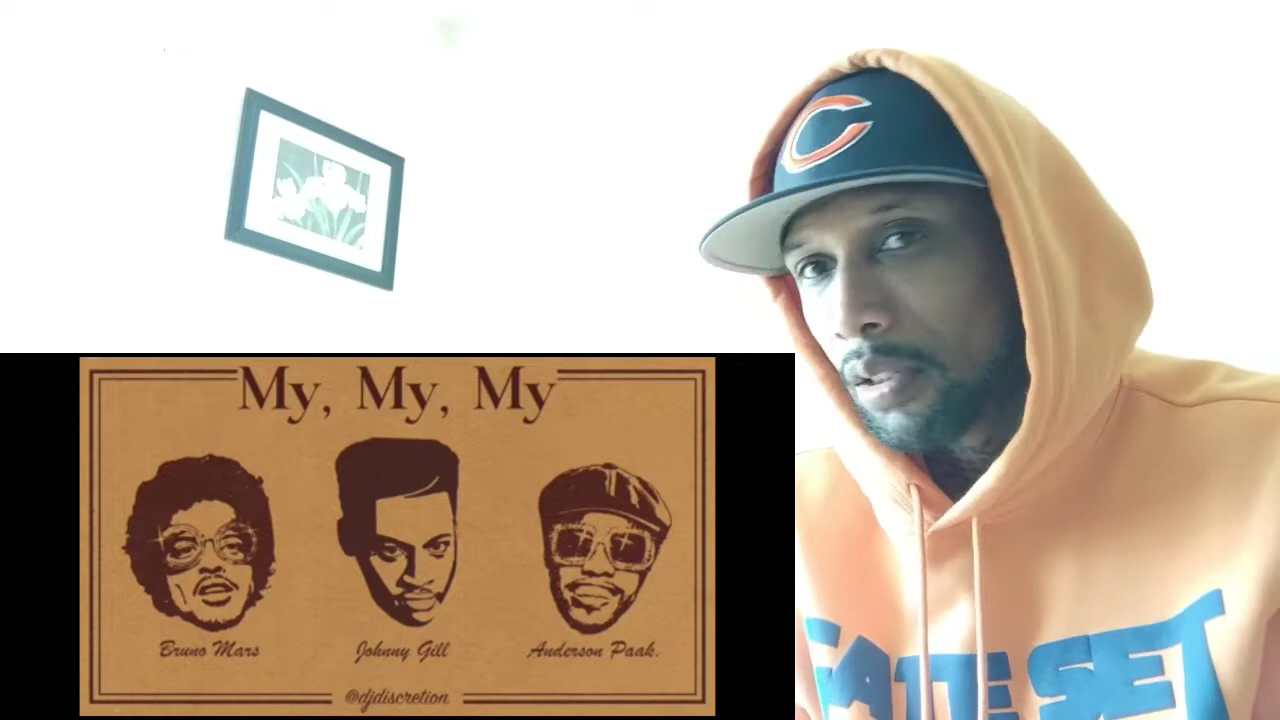 C
My, My, My
Bruno Mars
Johnny Gill
Anderson Paak.
@djdiscretion